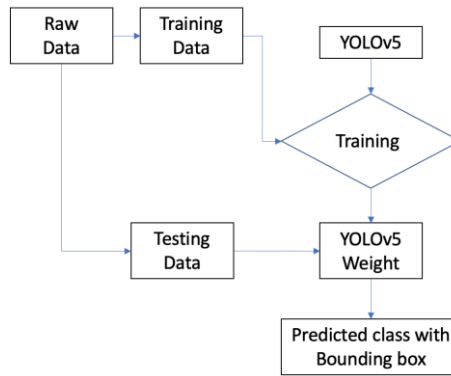 Raw
Data
Training
Data
YOLOv5
Training
Testing
Data
YOLOv5
Weight
Predicted class with
Bounding box